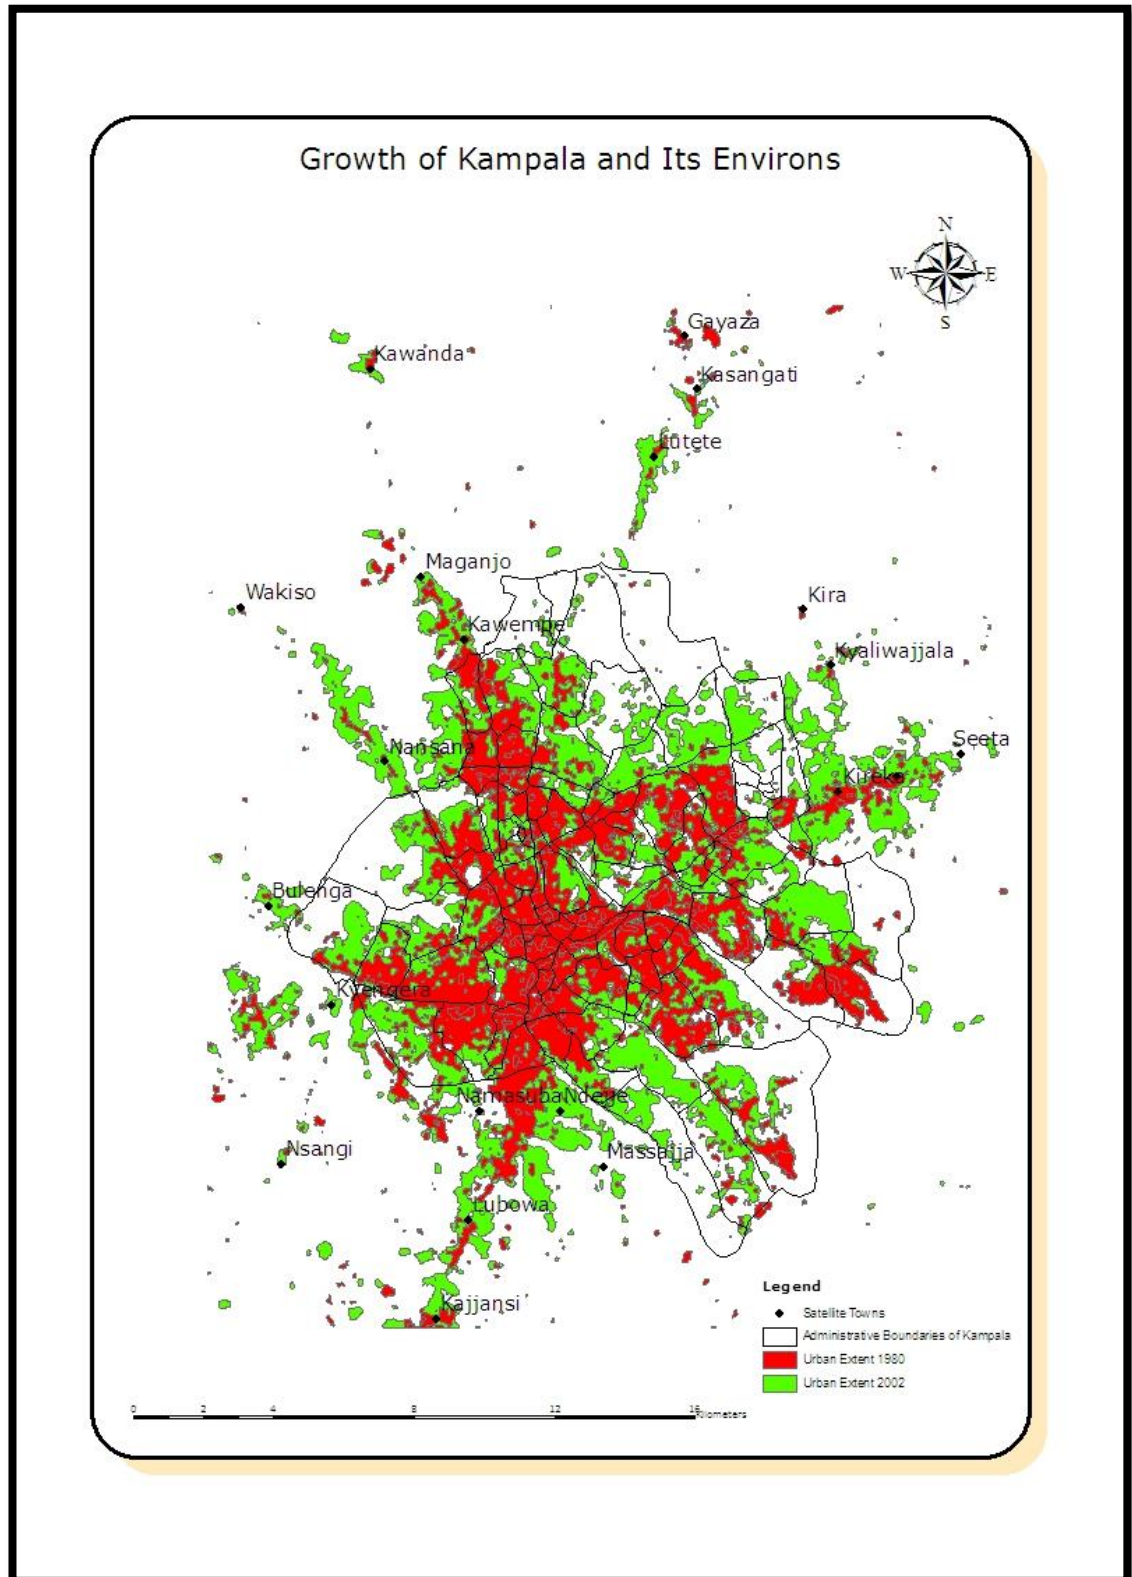 Growth of Kampala and Its Environs
N
W E
S
Gayaza
Kawanda
Kasangati
Lutete
Maganjo
Wakiso
Kira
Kawempe
Kyaliwajjala
Seeta
Nansana
Kireka
Bulenga
Kyengera
Namasuba
Ndejje
Nsangi
Massajja
Lubowa
Kajjansi
Legend
Satellite Towns
Administrative Boundaries of Kampala
Urban Extent 1980
Urban Extent 2002
0 2 4 8 12 16
Kilometers